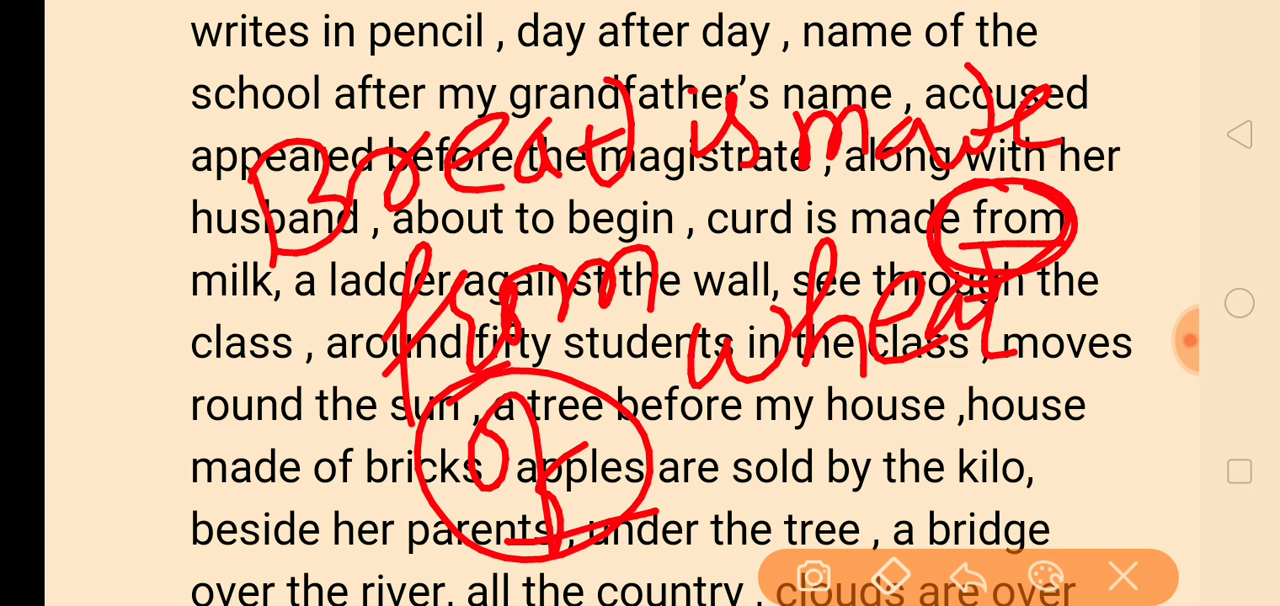 writes in pencil , day after day , name of the
school after my grandfather's name , accused
appeared before the magistrate , along with her
husband , about to begin , curd is made from
milk, a ladder against the wall, see through the
class , around fifty students in the class , moves
round the sun , a tree before my house ,house
made of bricks , apples are sold by the kilo,
beside her parents , under the tree , a bridge
over the river, all the country , clouds are over
Bread is made
from wheat
of